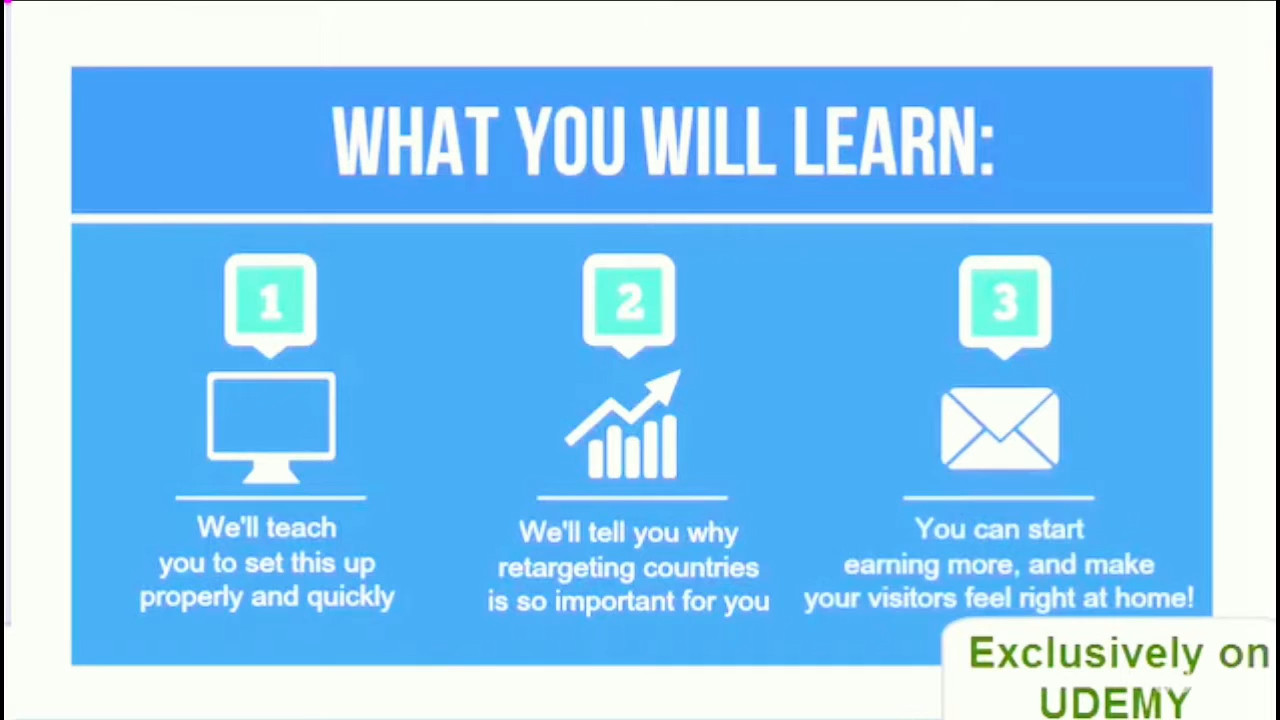 WHAT YOU WILL LEARN:
1
2
3
We'll teach
you to set this up
properly and quickly
We'll tell you why
retargeting countries
is so important for you
You can start
earning more, and make
your visitors feel right at home!
Exclusively on
UDEMY